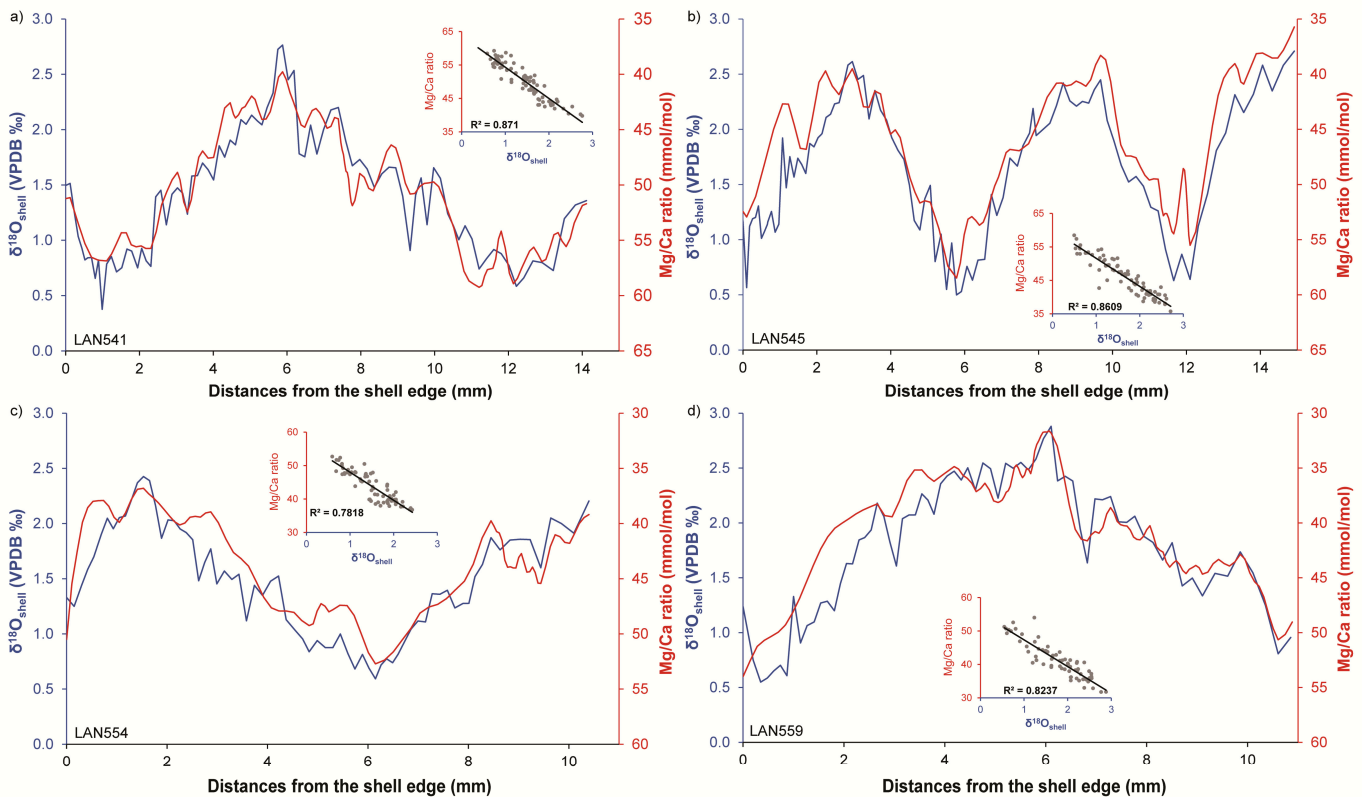 a)
δ¹⁸Oshell (VPDB ‰)
3.0
2.5
2.0
1.5
1.0
0.5
0.0
35
40
45
50
55
60
65
Mg/Ca ratio (mmol/mol)
Mg/Ca ratio
65
55
45
35
R² = 0.871
0 1 2 3
δ¹⁸Oshell
LAN541
0 2 4 6 8 10 12 14
Distances from the shell edge (mm)
b)
δ¹⁸Oshell (VPDB ‰)
3.0
2.5
2.0
1.5
1.0
0.5
0.0
35
40
45
50
55
60
65
Mg/Ca ratio (mmol/mol)
Mg/Ca ratio
65
55
45
35
R² = 0.8609
0 1 2 3
δ¹⁸Oshell
LAN545
0 2 4 6 8 10 12 14
Distances from the shell edge (mm)
c)
δ¹⁸Oshell (VPDB ‰)
3.0
2.5
2.0
1.5
1.0
0.5
0.0
30
35
40
45
50
55
60
Mg/Ca ratio (mmol/mol)
Mg/Ca ratio
60
50
40
30
R² = 0.7818
0 1 2 3
δ¹⁸Oshell
LAN554
0 2 4 6 8 10
Distances from the shell edge (mm)
d)
δ¹⁸Oshell (VPDB ‰)
3.0
2.5
2.0
1.5
1.0
0.5
0.0
30
35
40
45
50
55
60
Mg/Ca ratio (mmol/mol)
Mg/Ca ratio
60
50
40
30
R² = 0.8237
0 1 2 3
δ¹⁸Oshell
LAN559
0 2 4 6 8 10
Distances from the shell edge (mm)